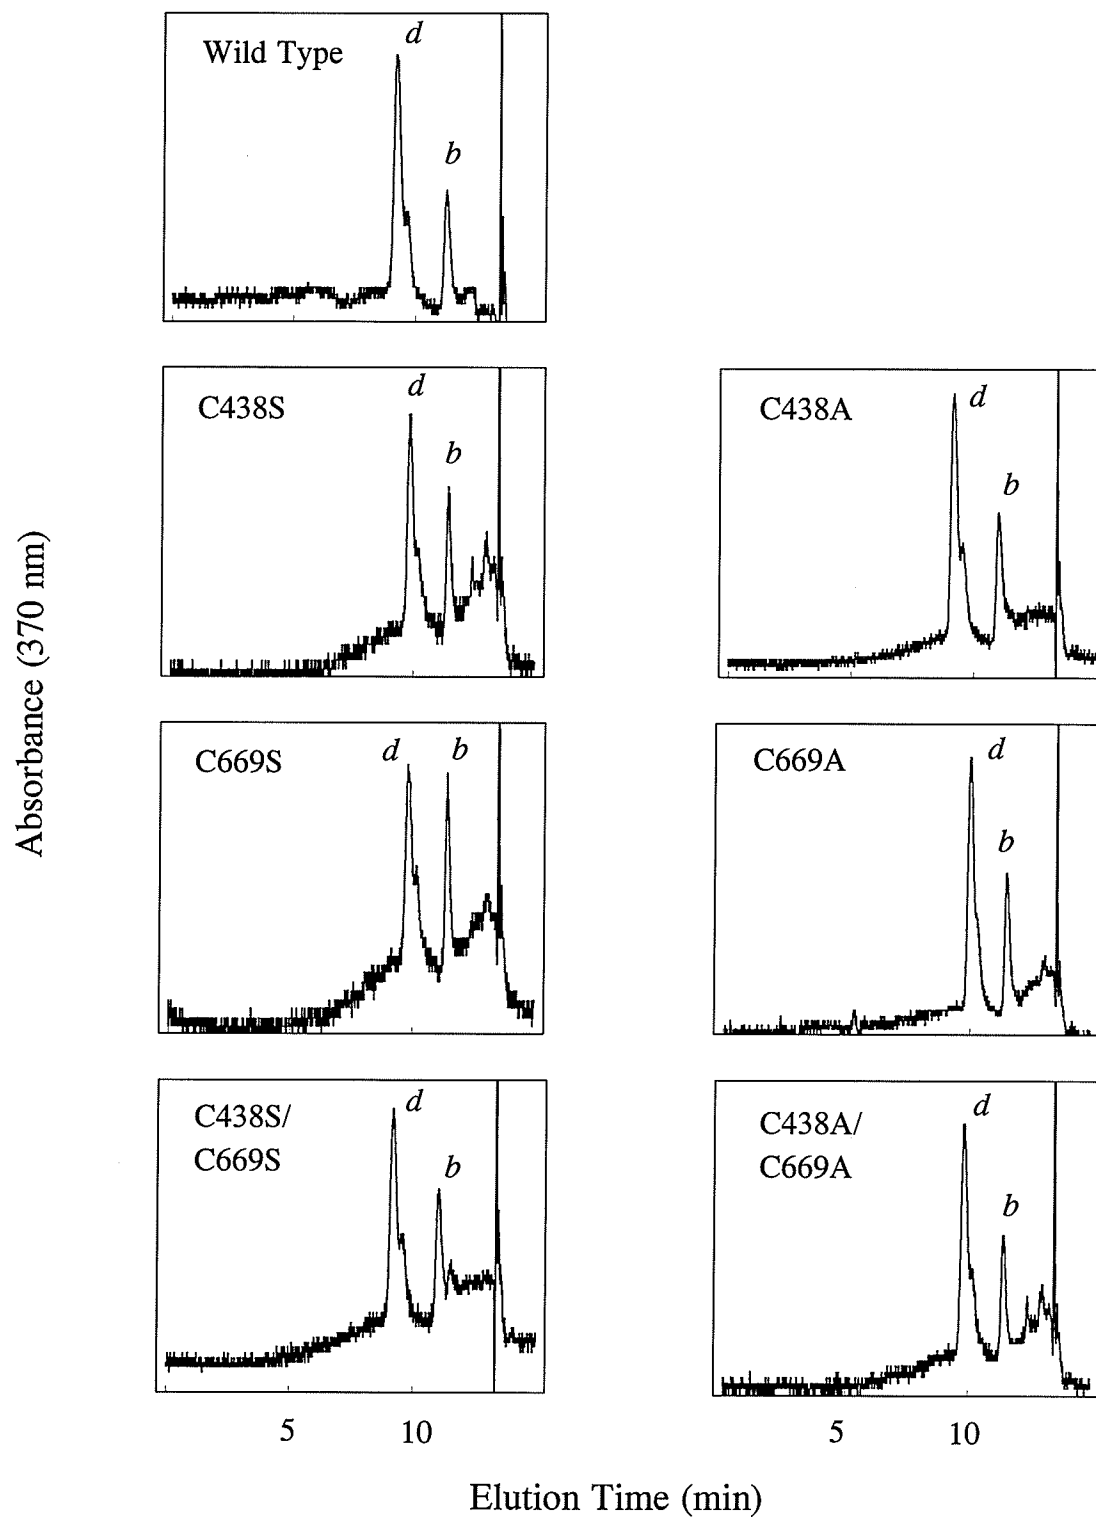 Wild Type
d
b
C438S
d
b
C438A
d
b
C669S
d
b
C669A
d
b
C438S/
C669S
d
b
C438A/
C669A
d
b
5
10
5
10
Absorbance (370 nm)
Elution Time (min)